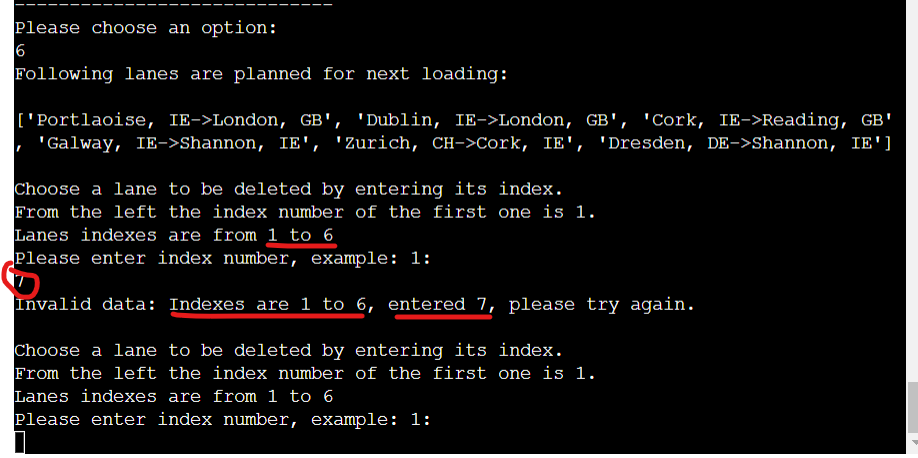 ------------------------------
Please choose an option:
6
Following lanes are planned for next loading:
['Portlaoise, IE->London, GB', 'Dublin, IE->London, GB', 'Cork, IE->Reading, GB'
, 'Galway, IE->Shannon, IE', 'Zurich, CH->Cork, IE', 'Dresden, DE->Shannon, IE']
Choose a lane to be deleted by entering its index.
From the left the index number of the first one is 1.
Lanes indexes are from 1 to 6
Please enter index number, example: 1:
7
Invalid data: Indexes are 1 to 6, entered 7, please try again.
Choose a lane to be deleted by entering its index.
From the left the index number of the first one is 1.
Lanes indexes are from 1 to 6
Please enter index number, example: 1: